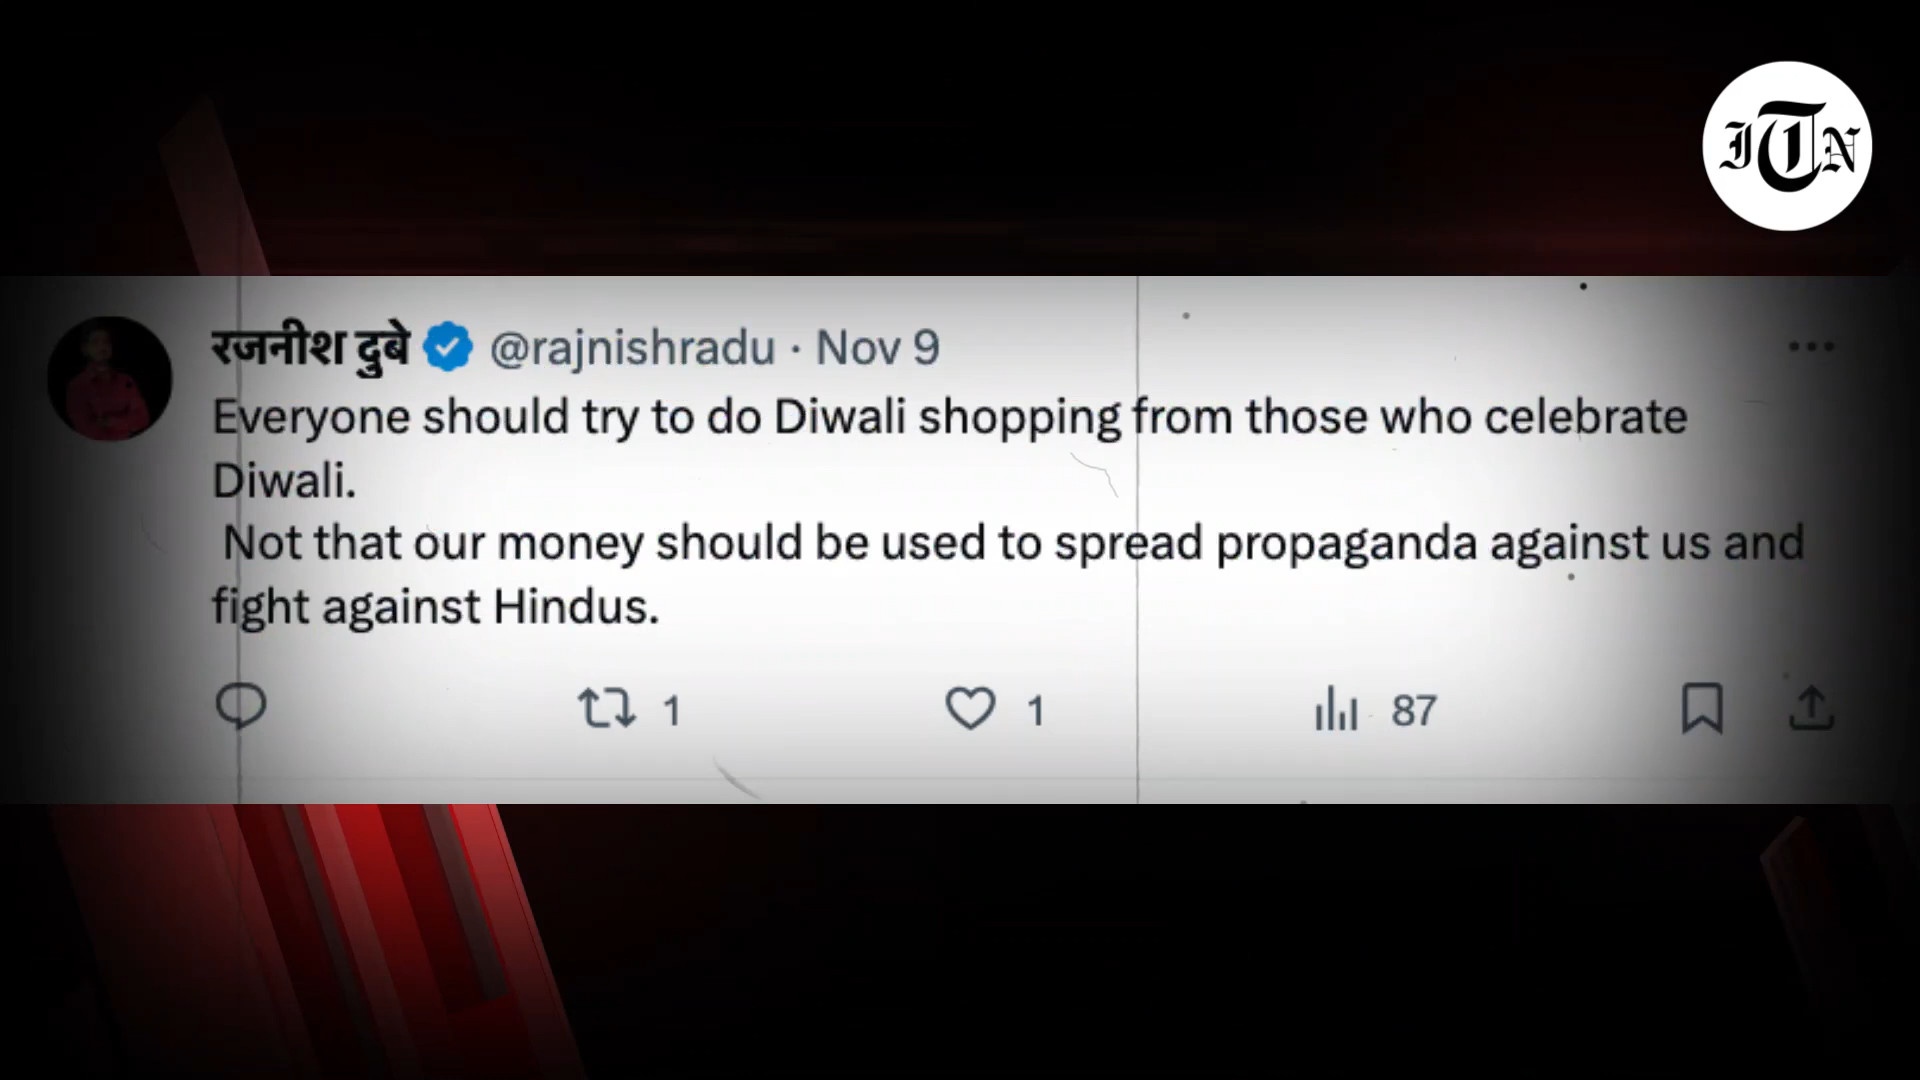 ITN
रजनीश दुबे @rajnishradu · Nov 9
Everyone should try to do Diwali shopping from those who celebrate
Diwali.
Not that our money should be used to spread propaganda against us and
fight against Hindus.
1 1 87